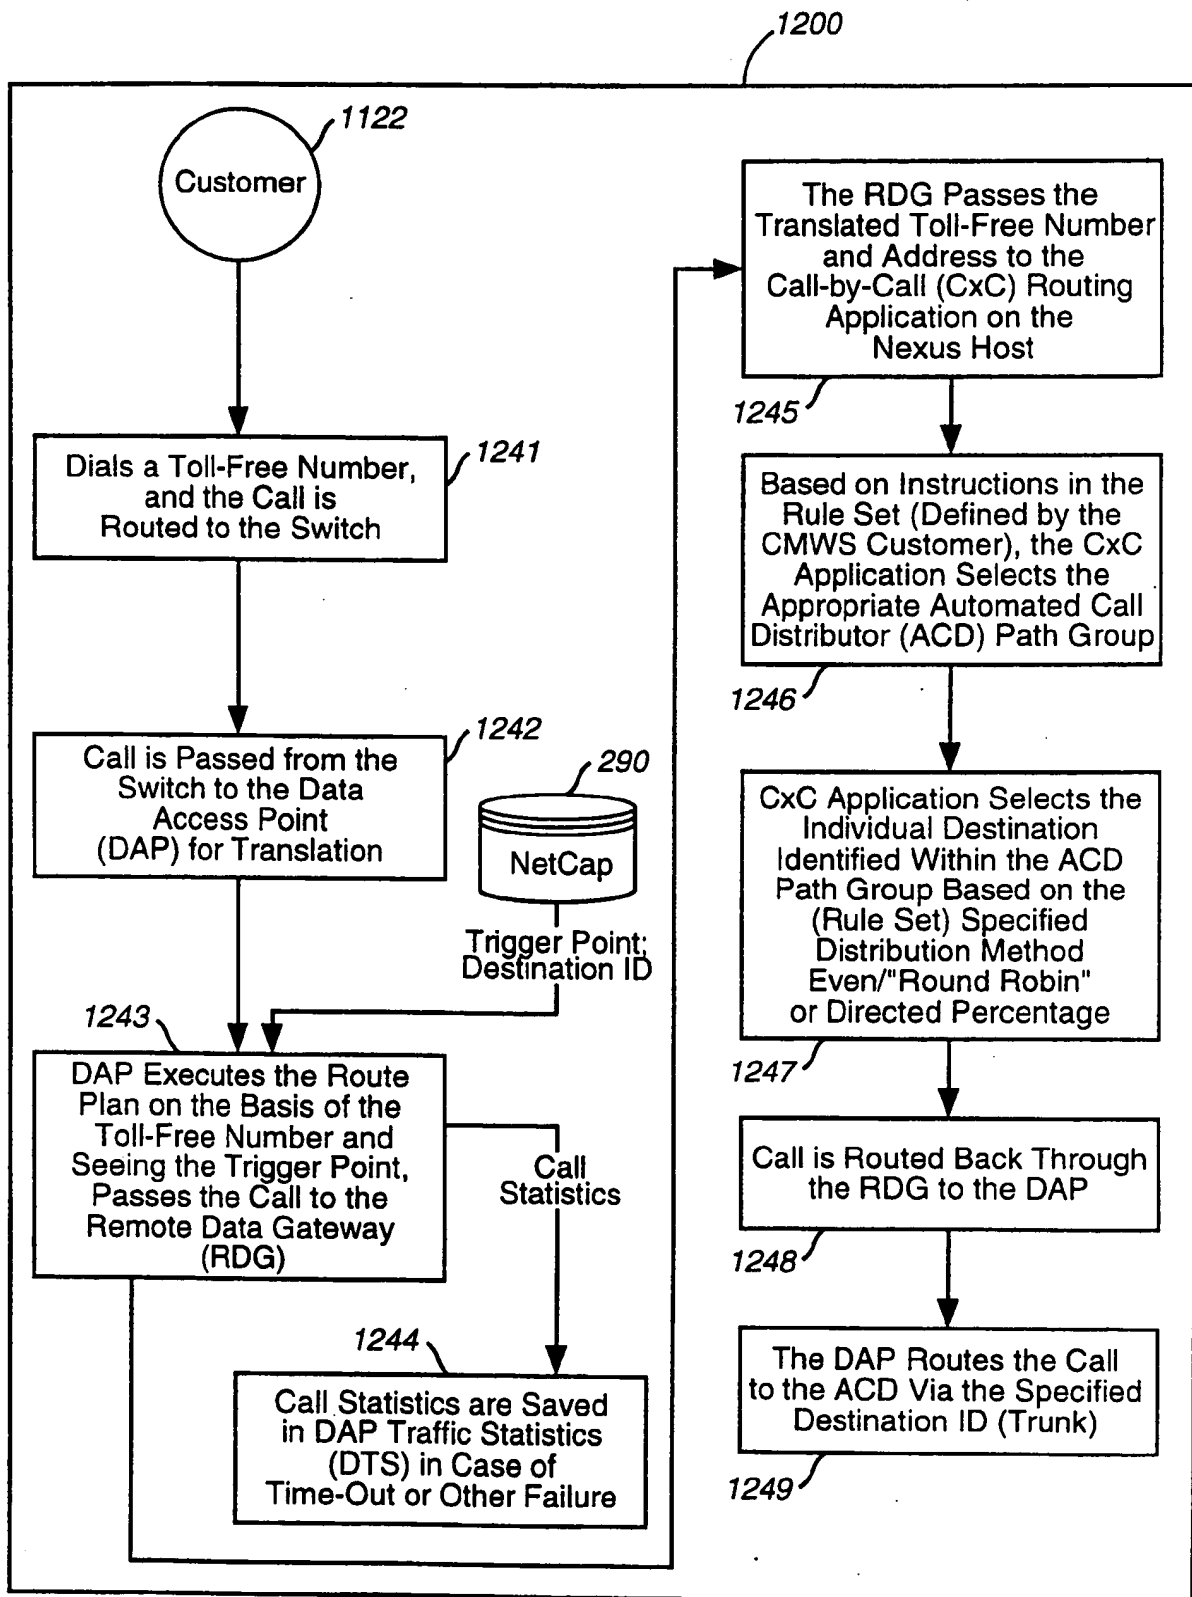 1200
1122
Customer
1241
Dials a Toll-Free Number,
and the Call is
Routed to the Switch
1242
Call is Passed from the
Switch to the Data
Access Point
(DAP) for Translation
290
NetCap
Trigger Point;
Destination ID
1243
DAP Executes the Route
Plan on the Basis of the
Toll-Free Number and
Seeing the Trigger Point,
Passes the Call to the
Remote Data Gateway
(RDG)
Call
Statistics
1244
Call Statistics are Saved
in DAP Traffic Statistics
(DTS) in Case of
Time-Out or Other Failure
The RDG Passes the
Translated Toll-Free Number
and Address to the
Call-by-Call (CxC) Routing
Application on the
Nexus Host
1245
Based on Instructions in the
Rule Set (Defined by the
CMWS Customer), the CxC
Application Selects the
Appropriate Automated Call
Distributor (ACD) Path Group
1246
CxC Application Selects the
Individual Destination
Identified Within the ACD
Path Group Based on the
(Rule Set) Specified
Distribution Method
Even/"Round Robin"
or Directed Percentage
1247
Call is Routed Back Through
the RDG to the DAP
1248
The DAP Routes the Call
to the ACD Via the Specified
Destination ID (Trunk)
1249